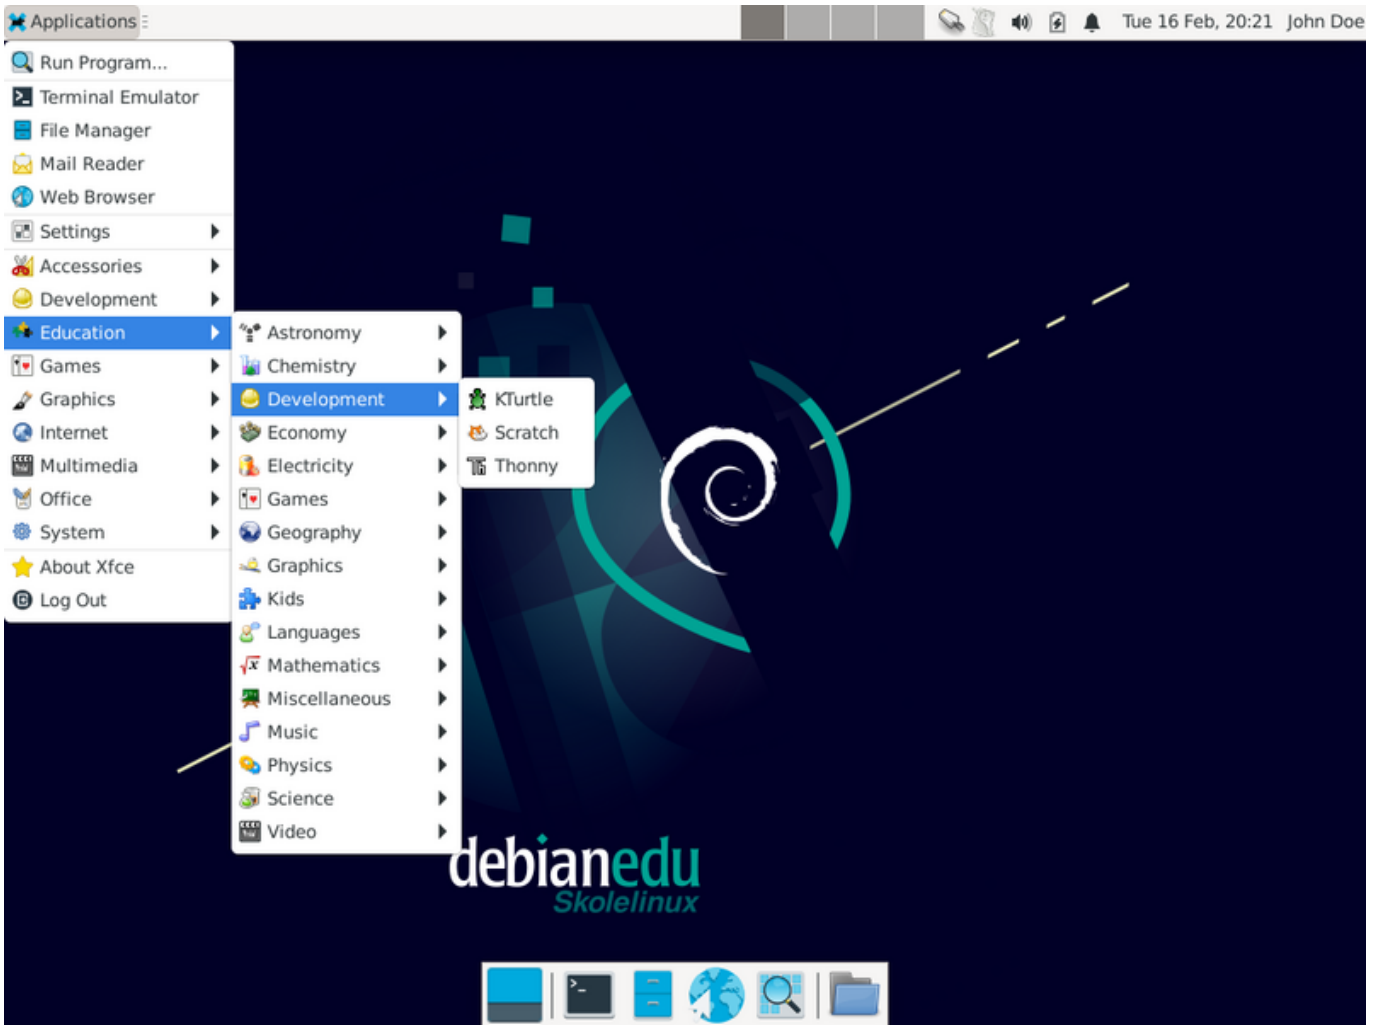 Applications
Tue 16 Feb, 20:21 John Doe
Run Program...
Terminal Emulator
File Manager
Mail Reader
Web Browser
Settings
Accessories
Development
Education
Games
Graphics
Internet
Multimedia
Office
System
About Xfce
Log Out
Astronomy
Chemistry
Development
Economy
Electricity
Games
Geography
Graphics
Kids
Languages
Mathematics
Miscellaneous
Music
Physics
Science
Video
KTurtle
Scratch
Thonny
debianedu
Skolelinux